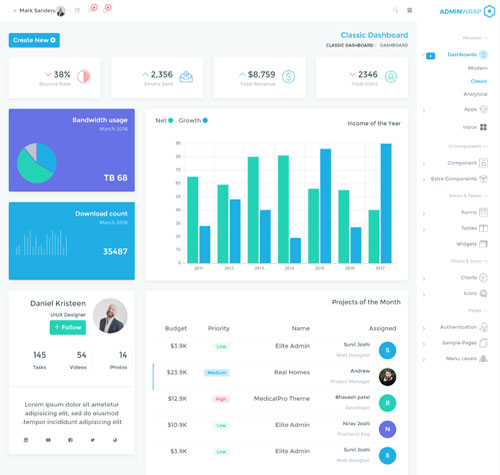 Mark Sanders
ADMINWRAP
Create New
Classic Dashboard
CLASSIC DASHBOARD
DASHBOARD
38%
Bounce Rate
2,356
Emails Sent
$8,759
Total Revenue
2346
Total Visits
Bandwidth usage
March 2018
TB 68
Download count
March 2018
35487
Net
Growth
Income of the Year
90
80
70
60
50
40
30
20
10
0
2011
2012
2013
2014
2015
2016
2017
Daniel Kristeen
UIUX Designer
+ Follow
145
54
14
Tasks
Videos
Photos
Lorem ipsum dolor sit ametetur
adipisicing elit, sed do eiusmod
.tempor incididunt adipisicing elit
Projects of the Month
Budget
Priority
Name
Assigned
$3.9K
Low
Elite Admin
Sunil Joshi
Web Designer
S
$23.9K
Medium
Real Homes
Andrew
Project Manager
$12.9K
High
MedicalPro Theme
Bhavesh patel
Developer
B
$10.9K
Low
Elite Admin
Nirav Joshi
Frontend Eng
N
$3.9K
Low
Elite Admin
Sunil Joshi
Web Designer
S
Personal
Dashboards
Modern
Classic
Analytical
Apps
Inbox
UI Components
Component
Extra Components
Forms & Tables
Forms
Tables
Widgets
Charts & Icons
Charts
Icons
Pages
Authentication
Sample Pages
Menu Levels